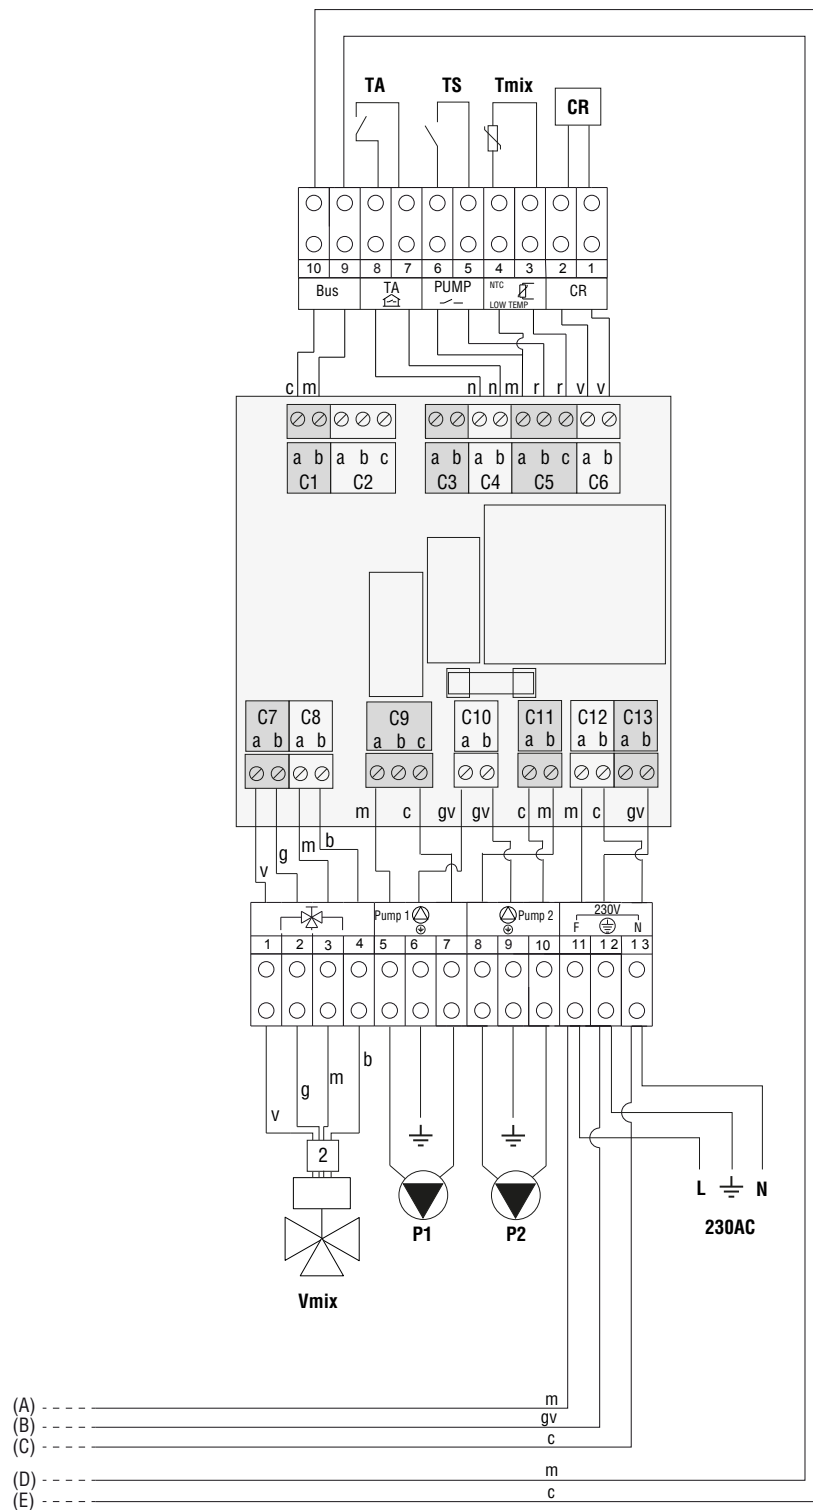 TA TS Tmix CR
10 9 8 7 6 5 4 3 2 1
Bus TA PUMP NTC LOW TEMP CR
c m n n m r r v v
a b a b c a b a b a b c a b
C1 C2 C3 C4 C5 C6
C7 C8 C9 C10 C11 C12 C13
a b a b a b c a b a b a b a b
m c gv gv c m m c gv
v g m b
Pump 1 Pump 2 230V
F N
1 2 3 4 5 6 7 8 9 10 11 12 13
v g m b
2
L N
P1 P2 230AC
Vmix
(A) m
(B) gv
(C) c
(D) m
(E) c